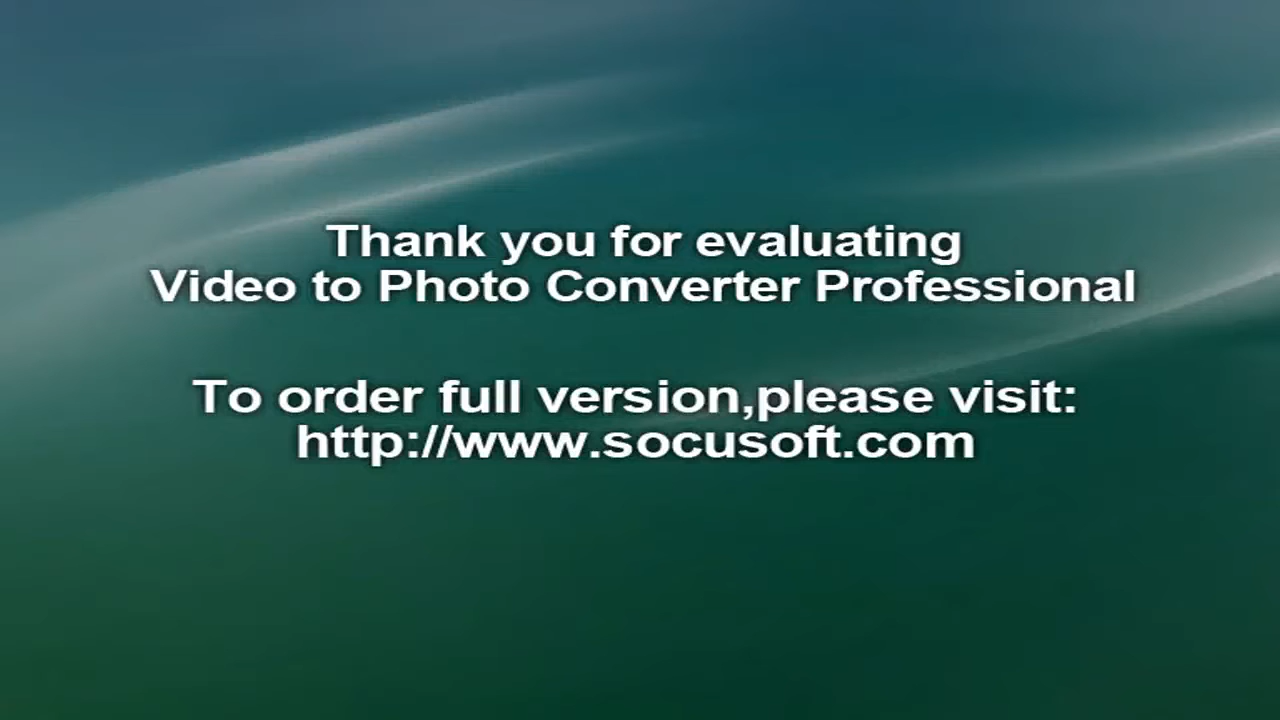 Thank you for evaluating
Video to Photo Converter Professional
To order full version,please visit:
http://www.socusoft.com